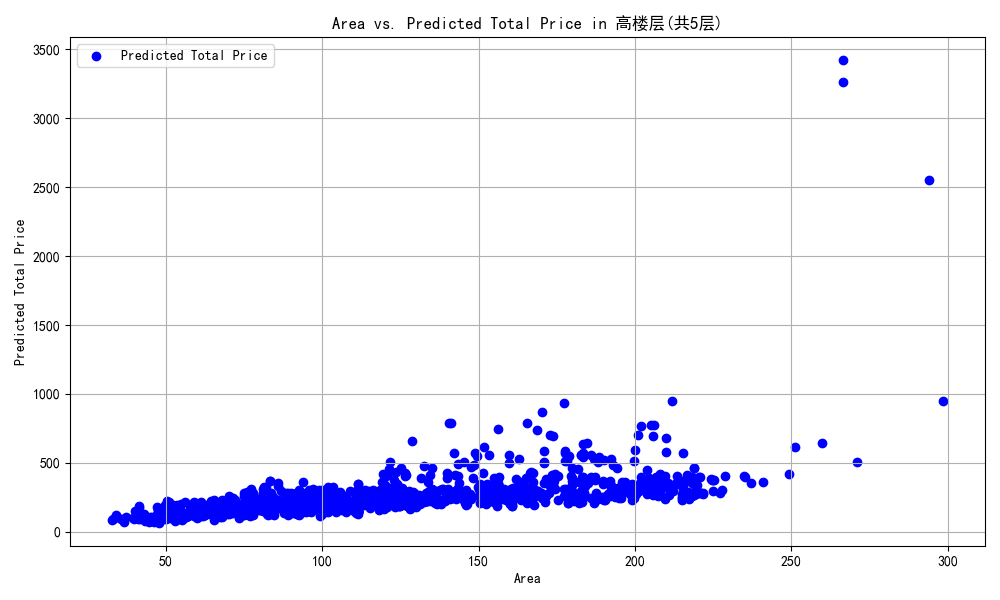 Area vs. Predicted Total Price in 高楼层(共5层)
Predicted Total Price
Predicted Total Price
3500
3000
2500
2000
1500
1000
500
0
50 100 150 200 250 300
Area